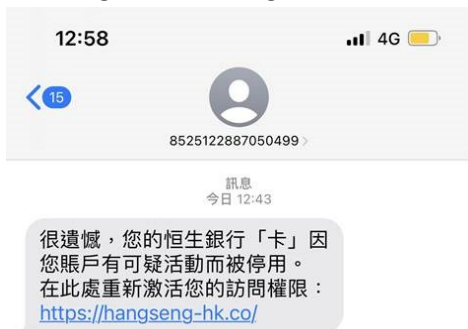 12:58
4G
15
8525122887050499
訊息
今日 12:43
很遺憾，您的恒生銀行「卡」因
您賬戶有可疑活動而被停用。
在此處重新激活您的訪問權限：
https://hangseng-hk.co/